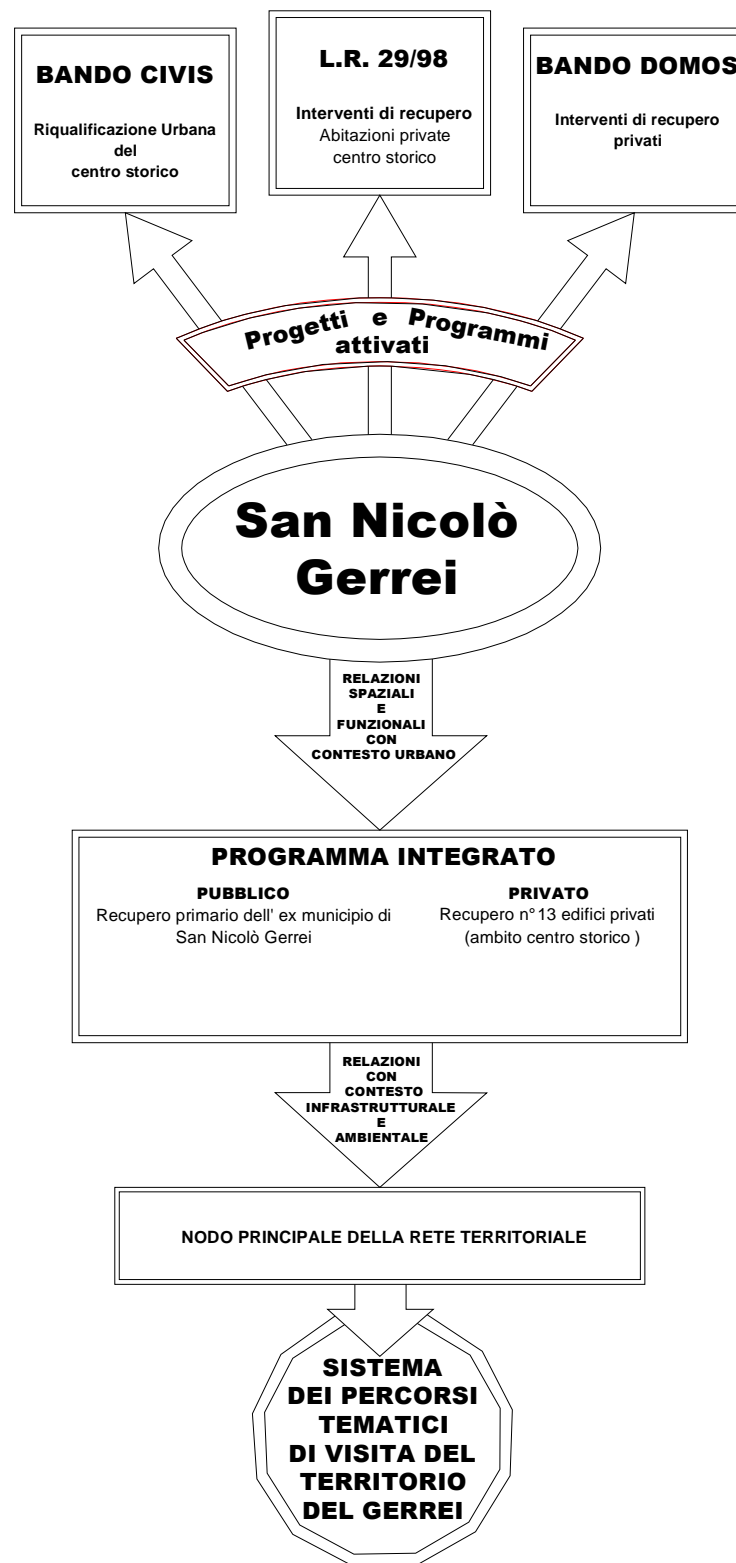 BANDO CIVIS
Riqualificazione Urbana
del
centro storico
L.R. 29/98
Interventi di recupero
Abitazioni private
centro storico
BANDO DOMOS
Interventi di recupero
privati
Progetti e Programmi
attivati
San Nicolò
Gerrei
RELAZIONI
SPAZIALI
E
FUNZIONALI
CON
CONTESTO URBANO
PROGRAMMA INTEGRATO
PUBBLICO
Recupero primario dell' ex municipio di
San Nicolò Gerrei
PRIVATO
Recupero n°13 edifici privati
(ambito centro storico )
RELAZIONI
CON
CONTESTO
INFRASTRUTTURALE
E
AMBIENTALE
NODO PRINCIPALE DELLA RETE TERRITORIALE
SISTEMA
DEI PERCORSI
TEMATICI
DI VISITA DEL
TERRITORIO
DEL GERREI